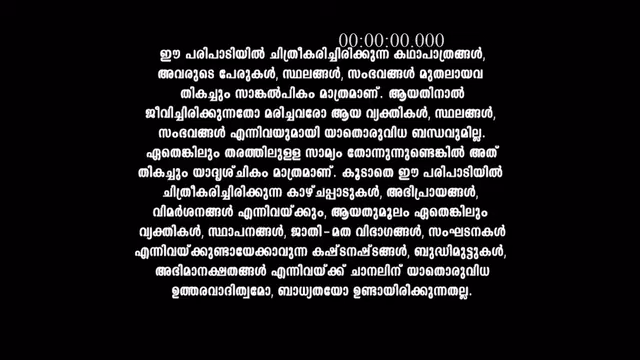 00:00:00.000
ഈ പരിപാടിയിൽ ചിത്രീകരിച്ചിരിക്കുന്ന കഥാപാത്രങ്ങൾ,
അവരുടെ പേരുകൾ, സ്ഥലങ്ങൾ, സംഭവങ്ങൾ മുതലായവ
തികച്ചും സാങ്കൽപികം മാത്രമാണ്. ആയതിനാൽ
ജീവിച്ചിരിക്കുന്നതോ മരിച്ചവരോ ആയ വ്യക്തികൾ, സ്ഥലങ്ങൾ,
സംഭവങ്ങൾ എന്നിവയുമായി യാതൊരുവിധ ബന്ധവുമില്ല.
ഏതെങ്കിലും തരത്തിലുളള സാമ്യം തോന്നുന്നുണ്ടെങ്കിൽ അത്
തികച്ചും യാദൃശ്ചികം മാത്രമാണ്. കൂടാതെ ഈ പരിപാടിയിൽ
ചിത്രീകരിച്ചിരിക്കുന്ന കാഴ്ചപ്പാടുകൾ, അഭിപ്രായങ്ങൾ,
വിമർശനങ്ങൾ എന്നിവയ്ക്കും, ആയതുമൂലം ഏതെങ്കിലും
വ്യക്തികൾ, സ്ഥാപനങ്ങൾ, ജാതി-മത വിഭാഗങ്ങൾ, സംഘടനകൾ
എന്നിവയ്ക്കുണ്ടായേക്കാവുന്ന കഷ്ടനഷ്ടങ്ങൾ, ബുദ്ധിമുട്ടുകൾ,
അഭിമാനക്ഷതങ്ങൾ എന്നിവയ്ക്ക് ചാനലിന് യാതൊരുവിധ
ഉത്തരവാദിത്വമോ, ബാധ്യതയോ ഉണ്ടായിരിക്കുന്നതല്ല.